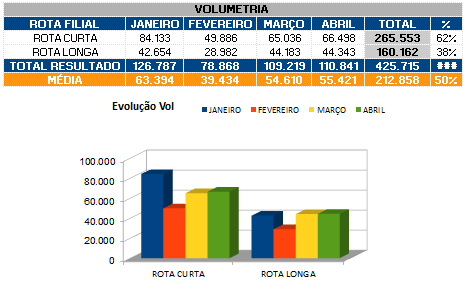 VOLUMETRIA
ROTA FILIAL JANEIRO FEVEREIRO MARÇO ABRIL TOTAL %
ROTA CURTA 84.133 49.886 65.036 66.498 265.553 62%
ROTA LONGA 42.654 28.982 44.183 44.343 160.162 38%
TOTAL RESULTADO 126.787 78.868 109.219 110.841 425.715 ###
MÉDIA 63.394 39.434 54.610 55.421 212.858 50%
Evolução Vol
JANEIRO FEVEREIRO MARÇO ABRIL
100.000
80.000
60.000
40.000
20.000
0
ROTA CURTA ROTA LONGA